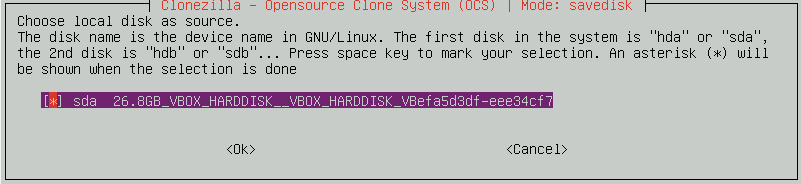 Clonezilla - Opensource Clone System (OCS) | Mode: savedisk
Choose local disk as source.
The disk name is the device name in GNU/Linux. The first disk in the system is "hda" or "sda",
the 2nd disk is "hdb" or "sdb"... Press space key to mark your selection. An asterisk (*) will
be shown when the selection is done
[*] sda 26.8GB_VBOX_HARDDISK__VBOX_HARDDISK_VBefa5d3df-eee34cf7
<Ok> <Cancel>